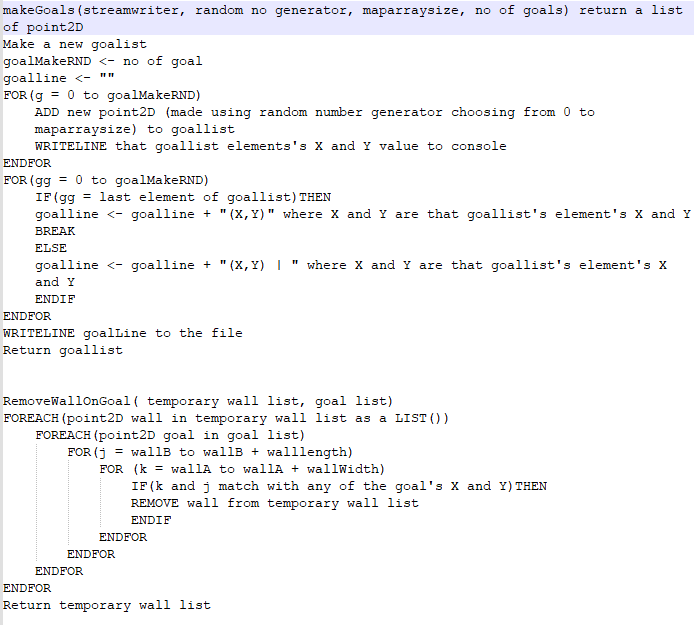 makeGoals(streamwriter, random no generator, maparraysize, no of goals) return a list
of point2D
Make a new goalist
goalMakeRND <- no of goal
goalline <- ""
FOR(g = 0 to goalMakeRND)
ADD new point2D (made using random number generator choosing from 0 to
maparraysize) to goallist
WRITELINE that goallist elements's X and Y value to console
ENDFOR
FOR(gg = 0 to goalMakeRND)
IF(gg = last element of goallist)THEN
goalline <- goalline + "(X,Y)" where X and Y are that goallist's element's X and Y
BREAK
ELSE
goalline <- goalline + "(X,Y) | " where X and Y are that goallist's element's X
and Y
ENDIF
ENDFOR
WRITELINE goalLine to the file
Return goallist
RemoveWallOnGoal( temporary wall list, goal list)
FOREACH(point2D wall in temporary wall list as a LIST())
FOREACH(point2D goal in goal list)
FOR(j = wallB to wallB + walllength)
FOR (k = wallA to wallA + wallWidth)
IF(k and j match with any of the goal's X and Y)THEN
REMOVE wall from temporary wall list
ENDIF
ENDFOR
ENDFOR
ENDFOR
ENDFOR
Return temporary wall list